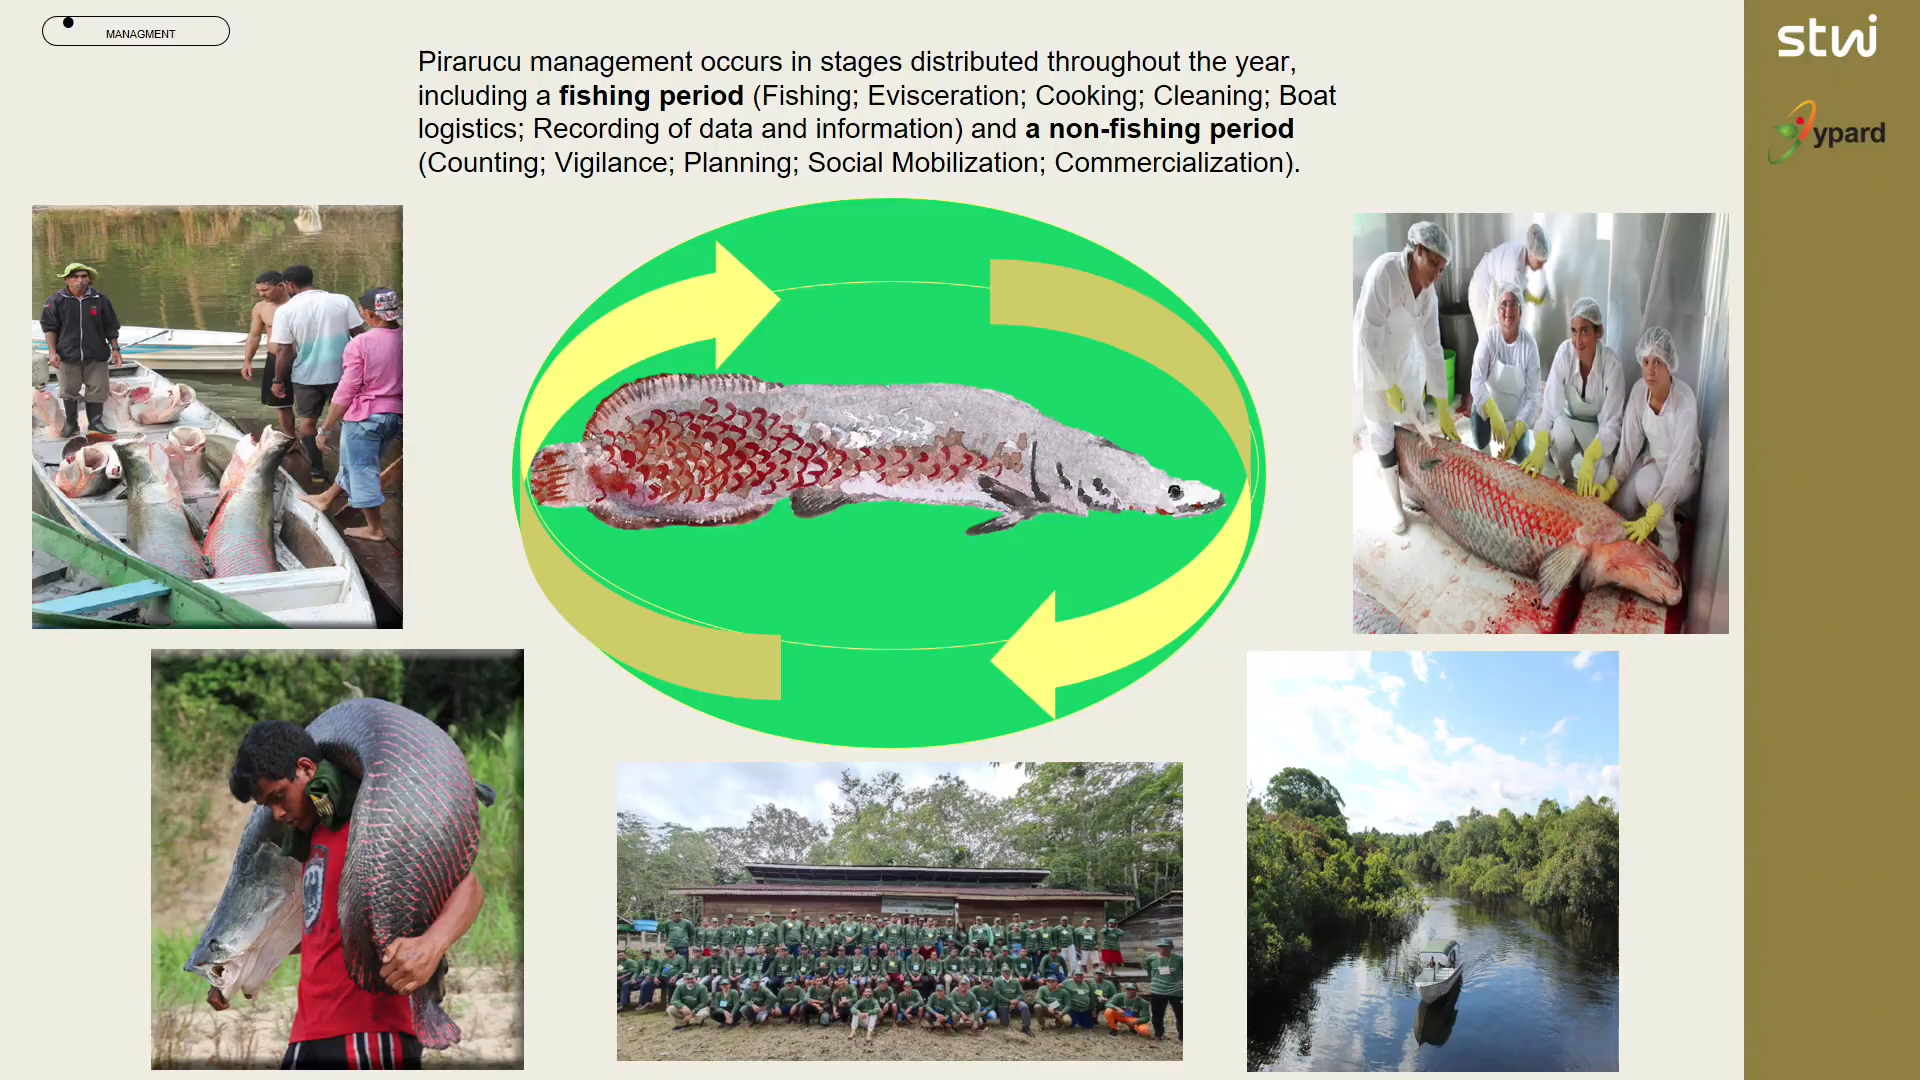 MANAGMENT
Pirarucu management occurs in stages distributed throughout the year,
including a fishing period (Fishing; Evisceration; Cooking; Cleaning; Boat
logistics; Recording of data and information) and a non-fishing period
(Counting; Vigilance; Planning; Social Mobilization; Commercialization).
stwi
ypard